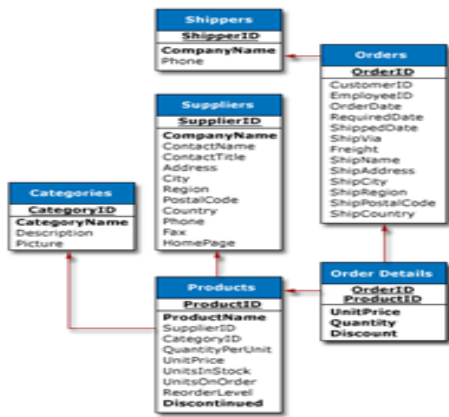 Shippers
ShipperID
CompanyName
Phone
Orders
OrderID
CustomerID
EmployeeID
OrderDate
RequiredDate
ShippedDate
ShipVia
Freight
ShipName
ShipAddress
ShipCity
ShipRegion
ShipPostalCode
ShipCountry
Suppliers
SupplierID
CompanyName
ContactName
ContactTitle
Address
City
Region
PostalCode
Country
Phone
Fax
HomePage
Categories
CategoryID
CategoryName
Description
Picture
Products
ProductID
ProductName
SupplierID
CategoryID
QuantityPerUnit
UnitPrice
UnitsInStock
UnitsOnOrder
ReorderLevel
Discontinued
Order Details
OrderID
ProductID
UnitPrice
Quantity
Discount